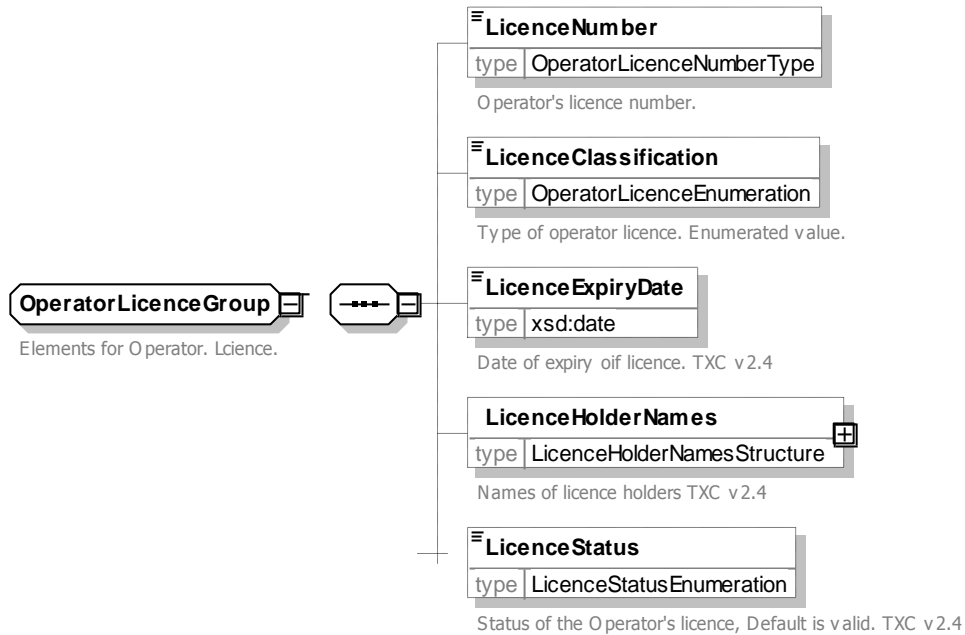 LicenceNumber
type OperatorLicenceNumberType
Operator's licence number.
LicenceClassification
type OperatorLicenceEnumeration
Type of operator licence. Enumerated value.
OperatorLicenceGroup
Elements for Operator. Lcience.
LicenceExpiryDate
type xsd:date
Date of expiry oif licence. TXC v2.4
LicenceHolderNames
type LicenceHolderNamesStructure
Names of licence holders TXC v2.4
LicenceStatus
type LicenceStatusEnumeration
Status of the Operator's licence, Default is valid. TXC v2.4